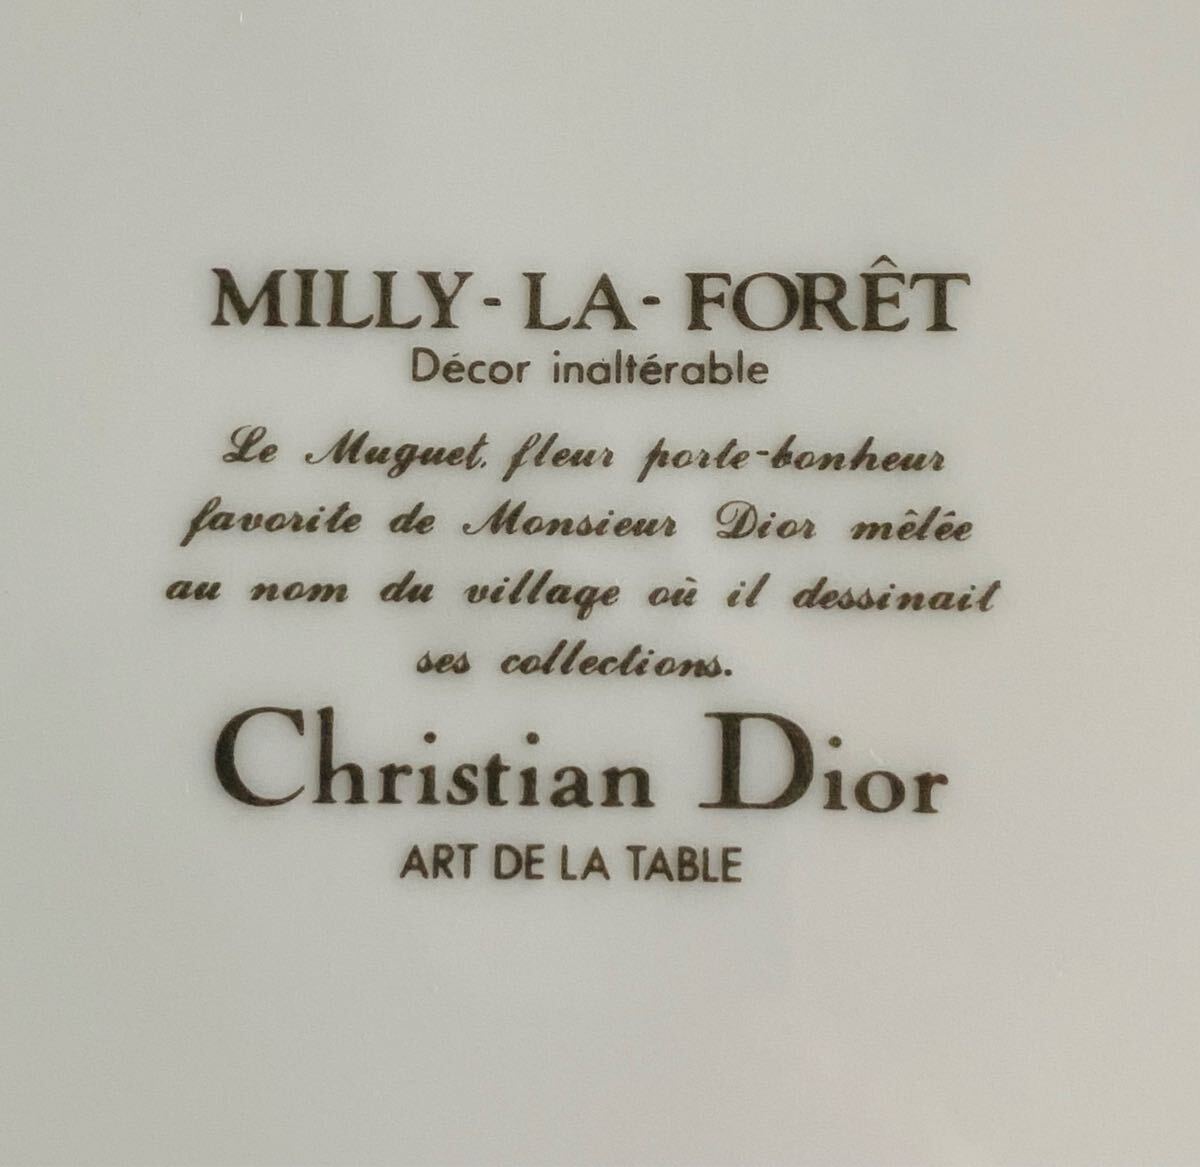 MILLY-LA-FORÊT
Décor inaltérable
Le Muguet, fleur porte-bonheur
favorite de Monsieur Dior mêlée
au nom du village où il dessinait
ses collections.
Christian Dior
ART DE LA TABLE